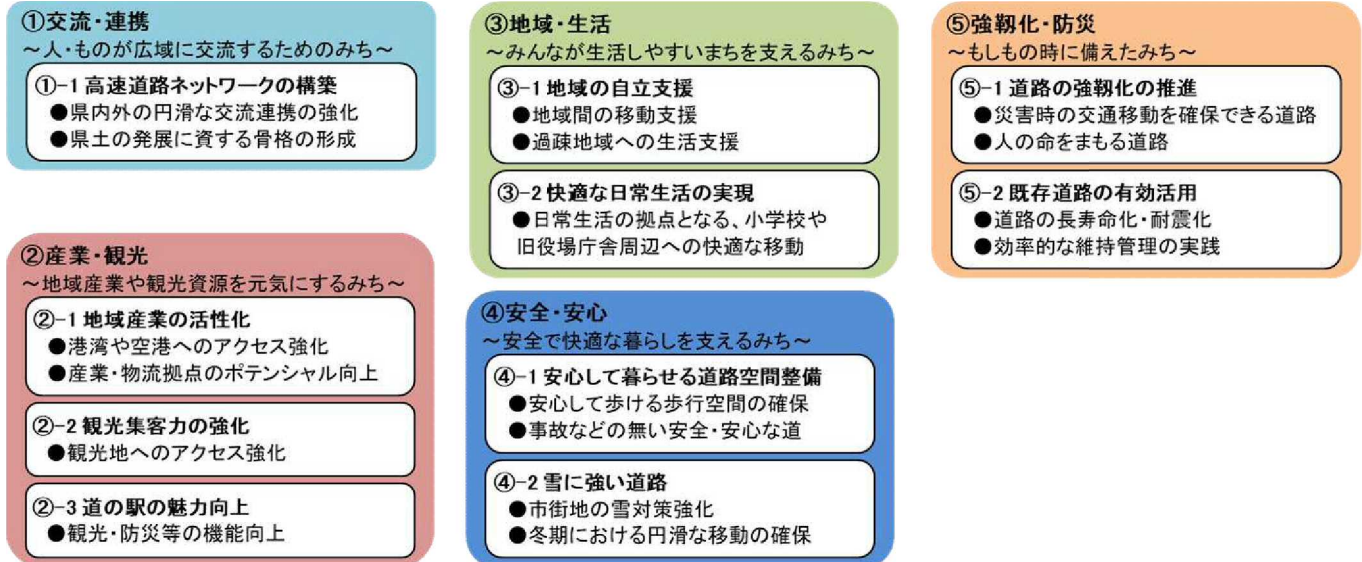 ①交流・連携
～人・ものが広域に交流するためのみち～
①-1 高速道路ネットワークの構築
●県内外の円滑な交流連携の強化
●県土の発展に資する骨格の形成
②産業・観光
～地域産業や観光資源を元気にするみち～
②-1 地域産業の活性化
●港湾や空港へのアクセス強化
●産業・物流拠点のポテンシャル向上
②-2 観光集客力の強化
●観光地へのアクセス強化
②-3 道の駅の魅力向上
●観光・防災等の機能向上
③地域・生活
～みんなが生活しやすいまちを支えるみち～
③-1 地域の自立支援
●地域間の移動支援
●過疎地域への生活支援
③-2 快適な日常生活の実現
●日常生活の拠点となる、小学校や
旧役場庁舎周辺への快適な移動
④安全・安心
～安全で快適な暮らしを支えるみち～
④-1 安心して暮らせる道路空間整備
●安心して歩ける歩行空間の確保
●事故などの無い安全・安心な道
④-2 雪に強い道路
●市街地の雪対策強化
●冬期における円滑な移動の確保
⑤強靱化・防災
～もしもの時に備えたみち～
⑤-1 道路の強靱化の推進
●災害時の交通移動を確保できる道路
●人の命をまもる道路
⑤-2 既存道路の有効活用
●道路の長寿命化・耐震化
●効率的な維持管理の実践